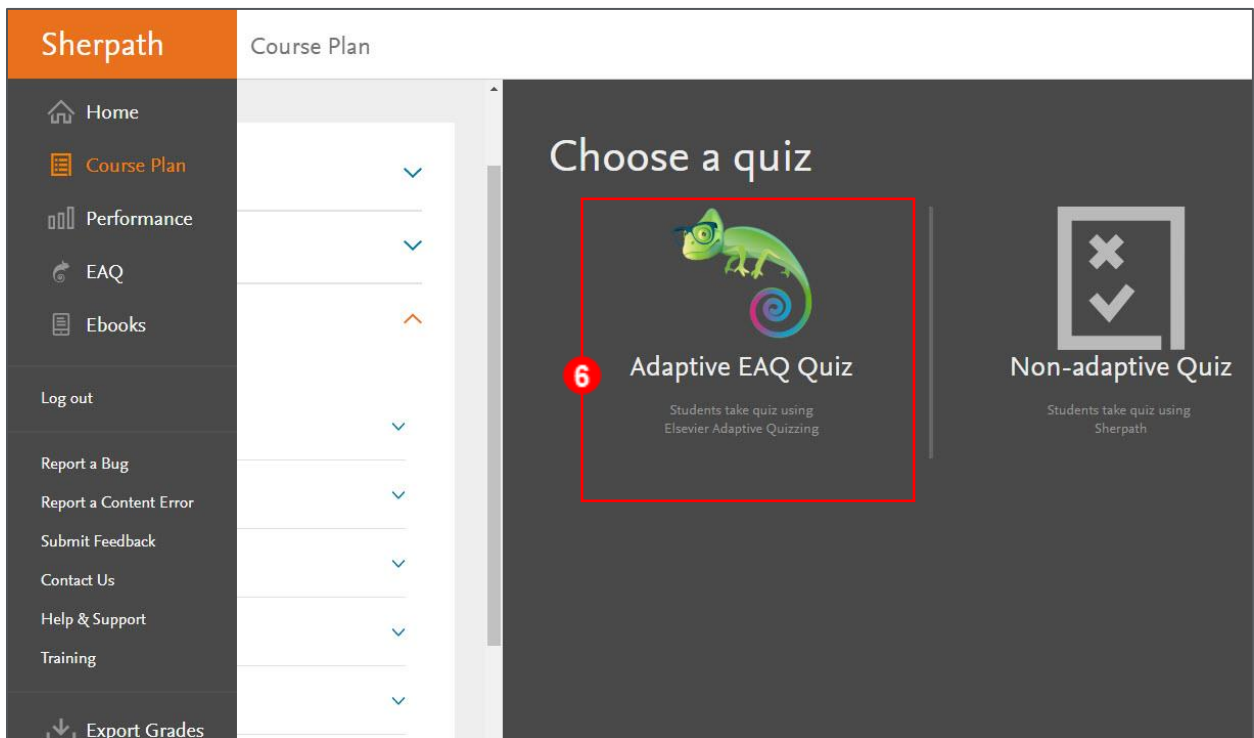 Sherpath
Course Plan
Home
Course Plan
Performance
EAQ
Ebooks
Log out
Report a Bug
Report a Content Error
Submit Feedback
Contact Us
Help & Support
Training
Export Grades
Choose a quiz
6
Adaptive EAQ Quiz
Students take quiz using
Elsevier Adaptive Quizzing
Non-adaptive Quiz
Students take quiz using
Sherpath